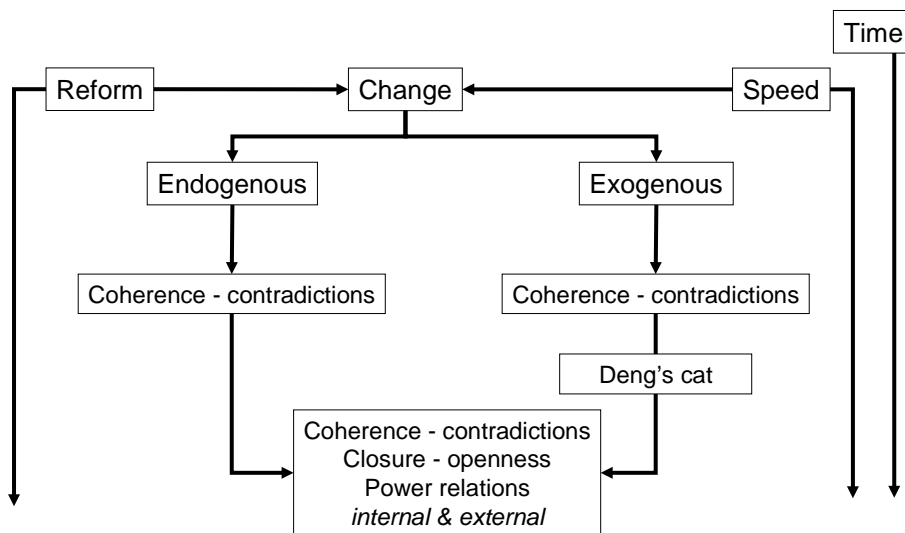 Time
Reform
Change
Speed
Endogenous
Exogenous
Coherence - contradictions
Coherence - contradictions
Deng's cat
Coherence - contradictions
Closure - openness
Power relations
internal & external